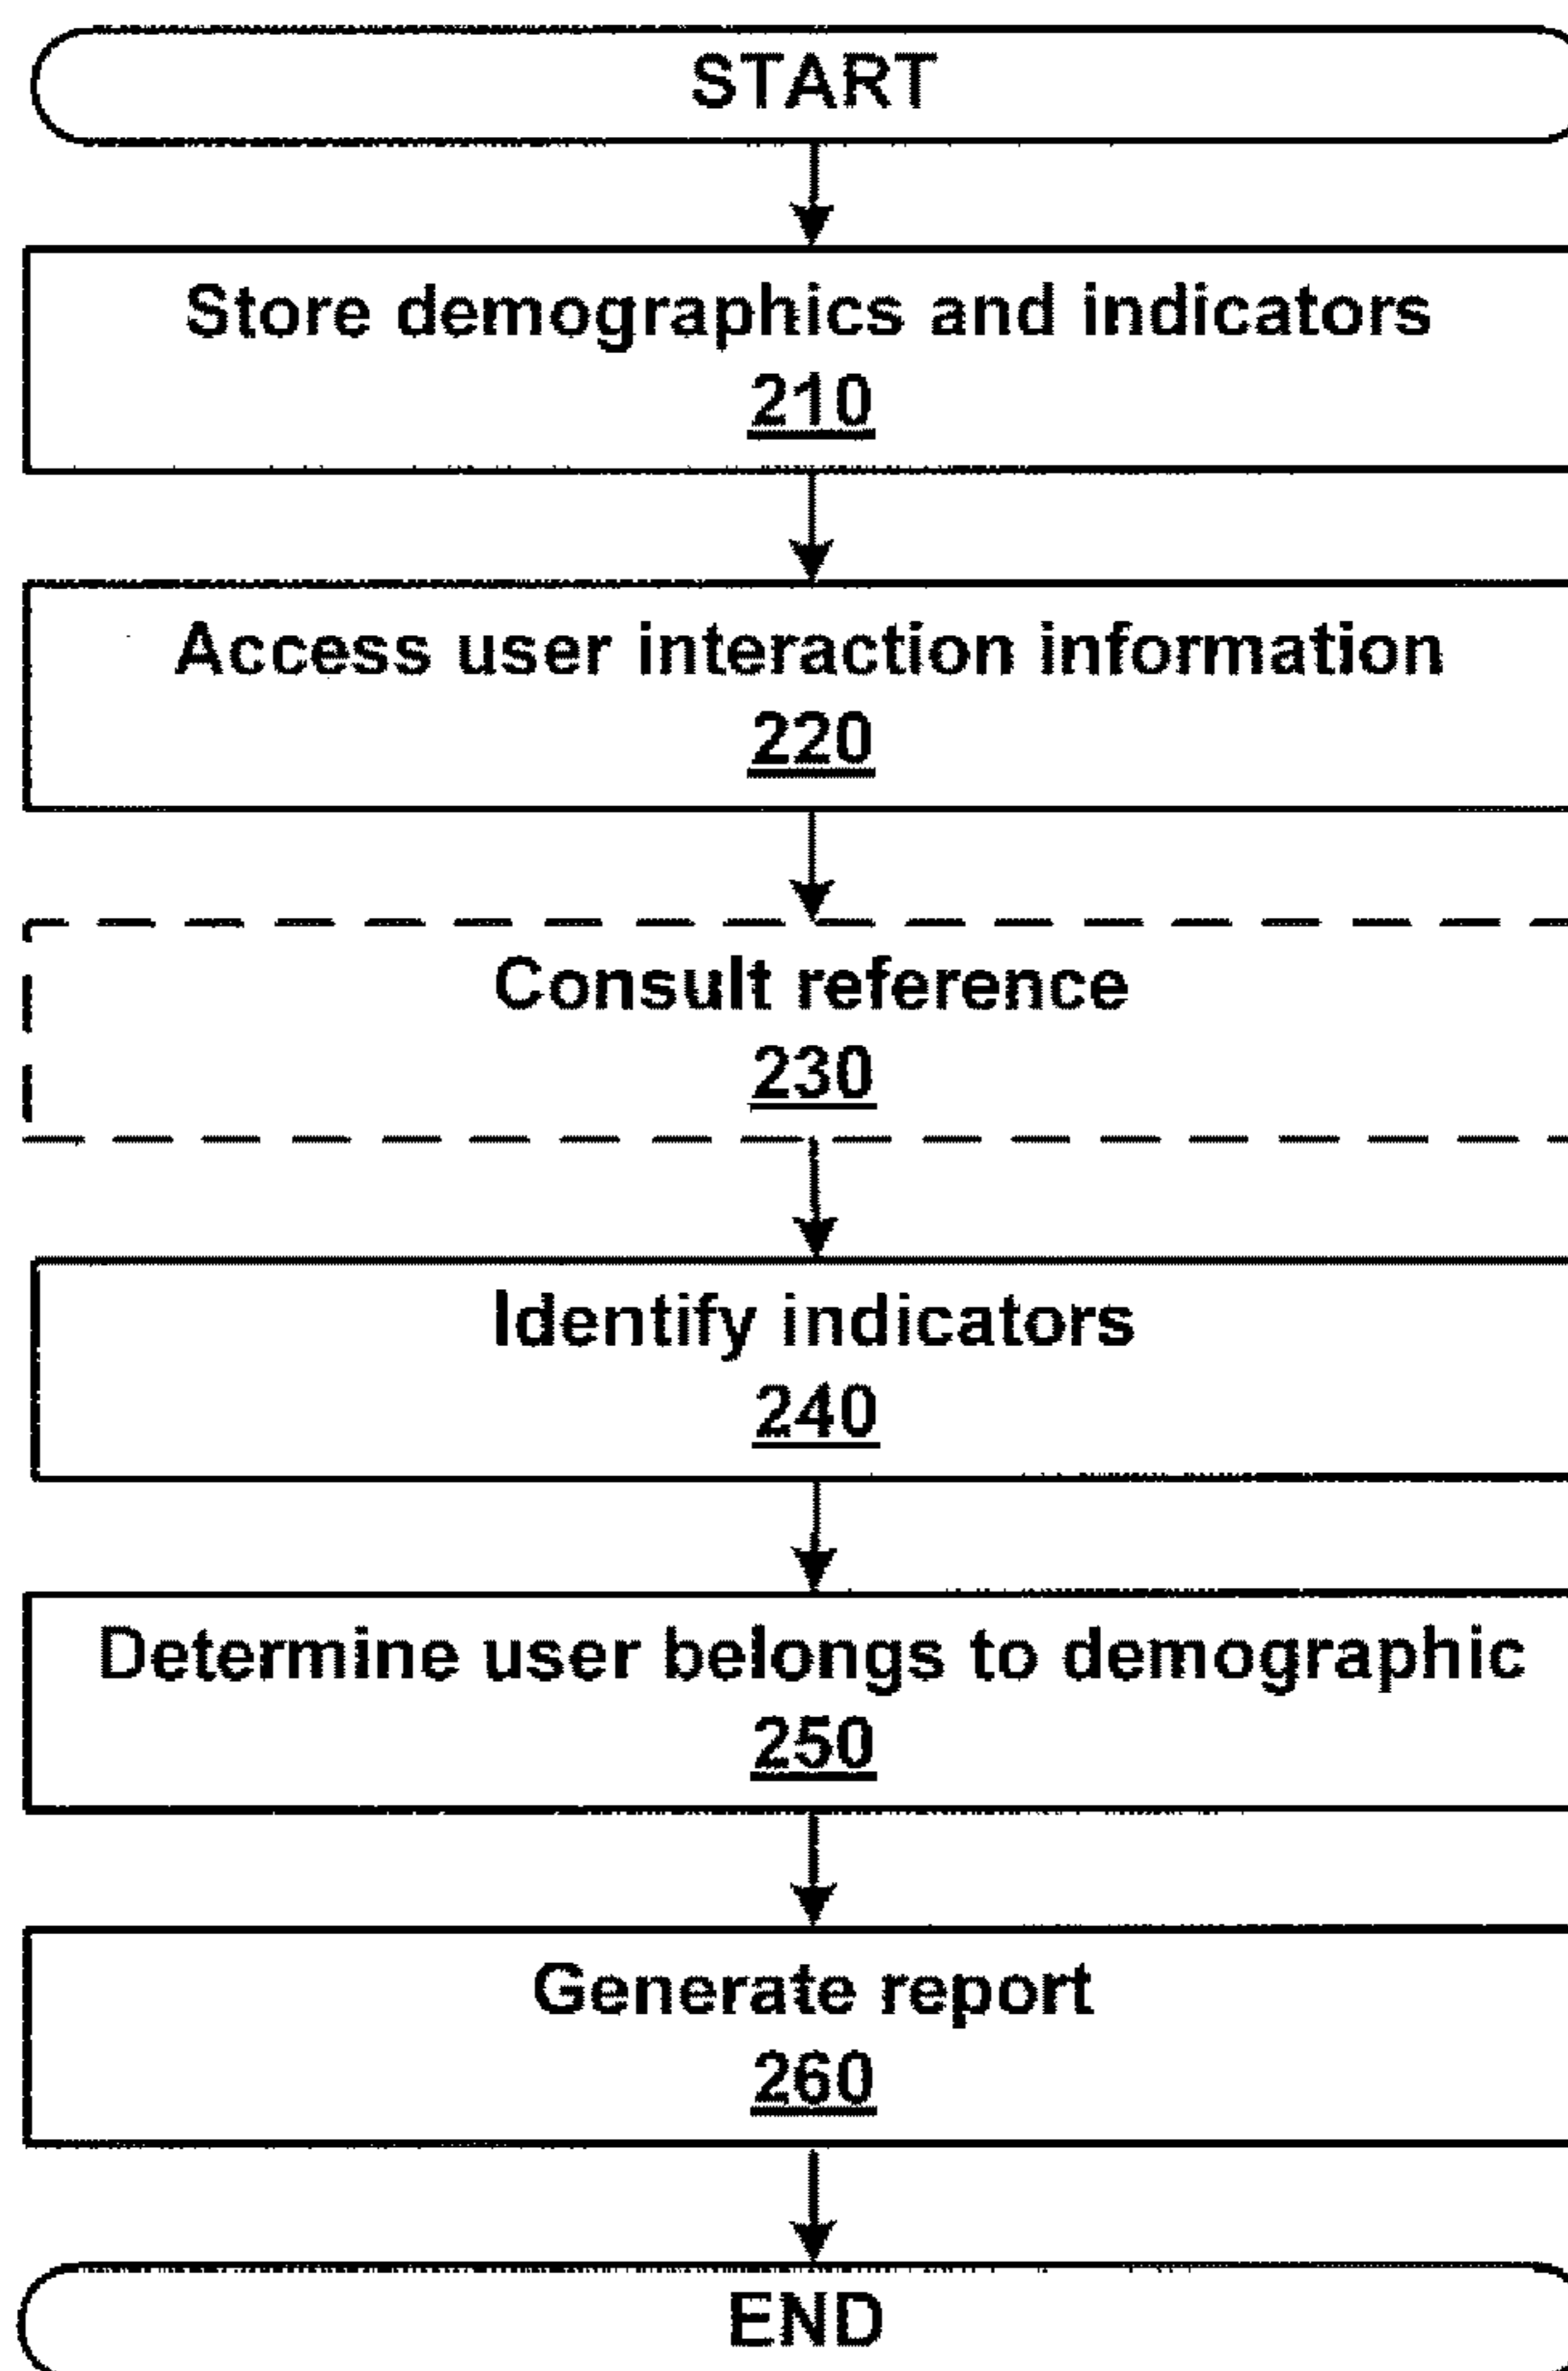 START
Store demographics and indicators
210
Access user interaction information
220
Consult reference
230
Identify indicators
240
Determine user belongs to demographic
250
Generate report
260
END